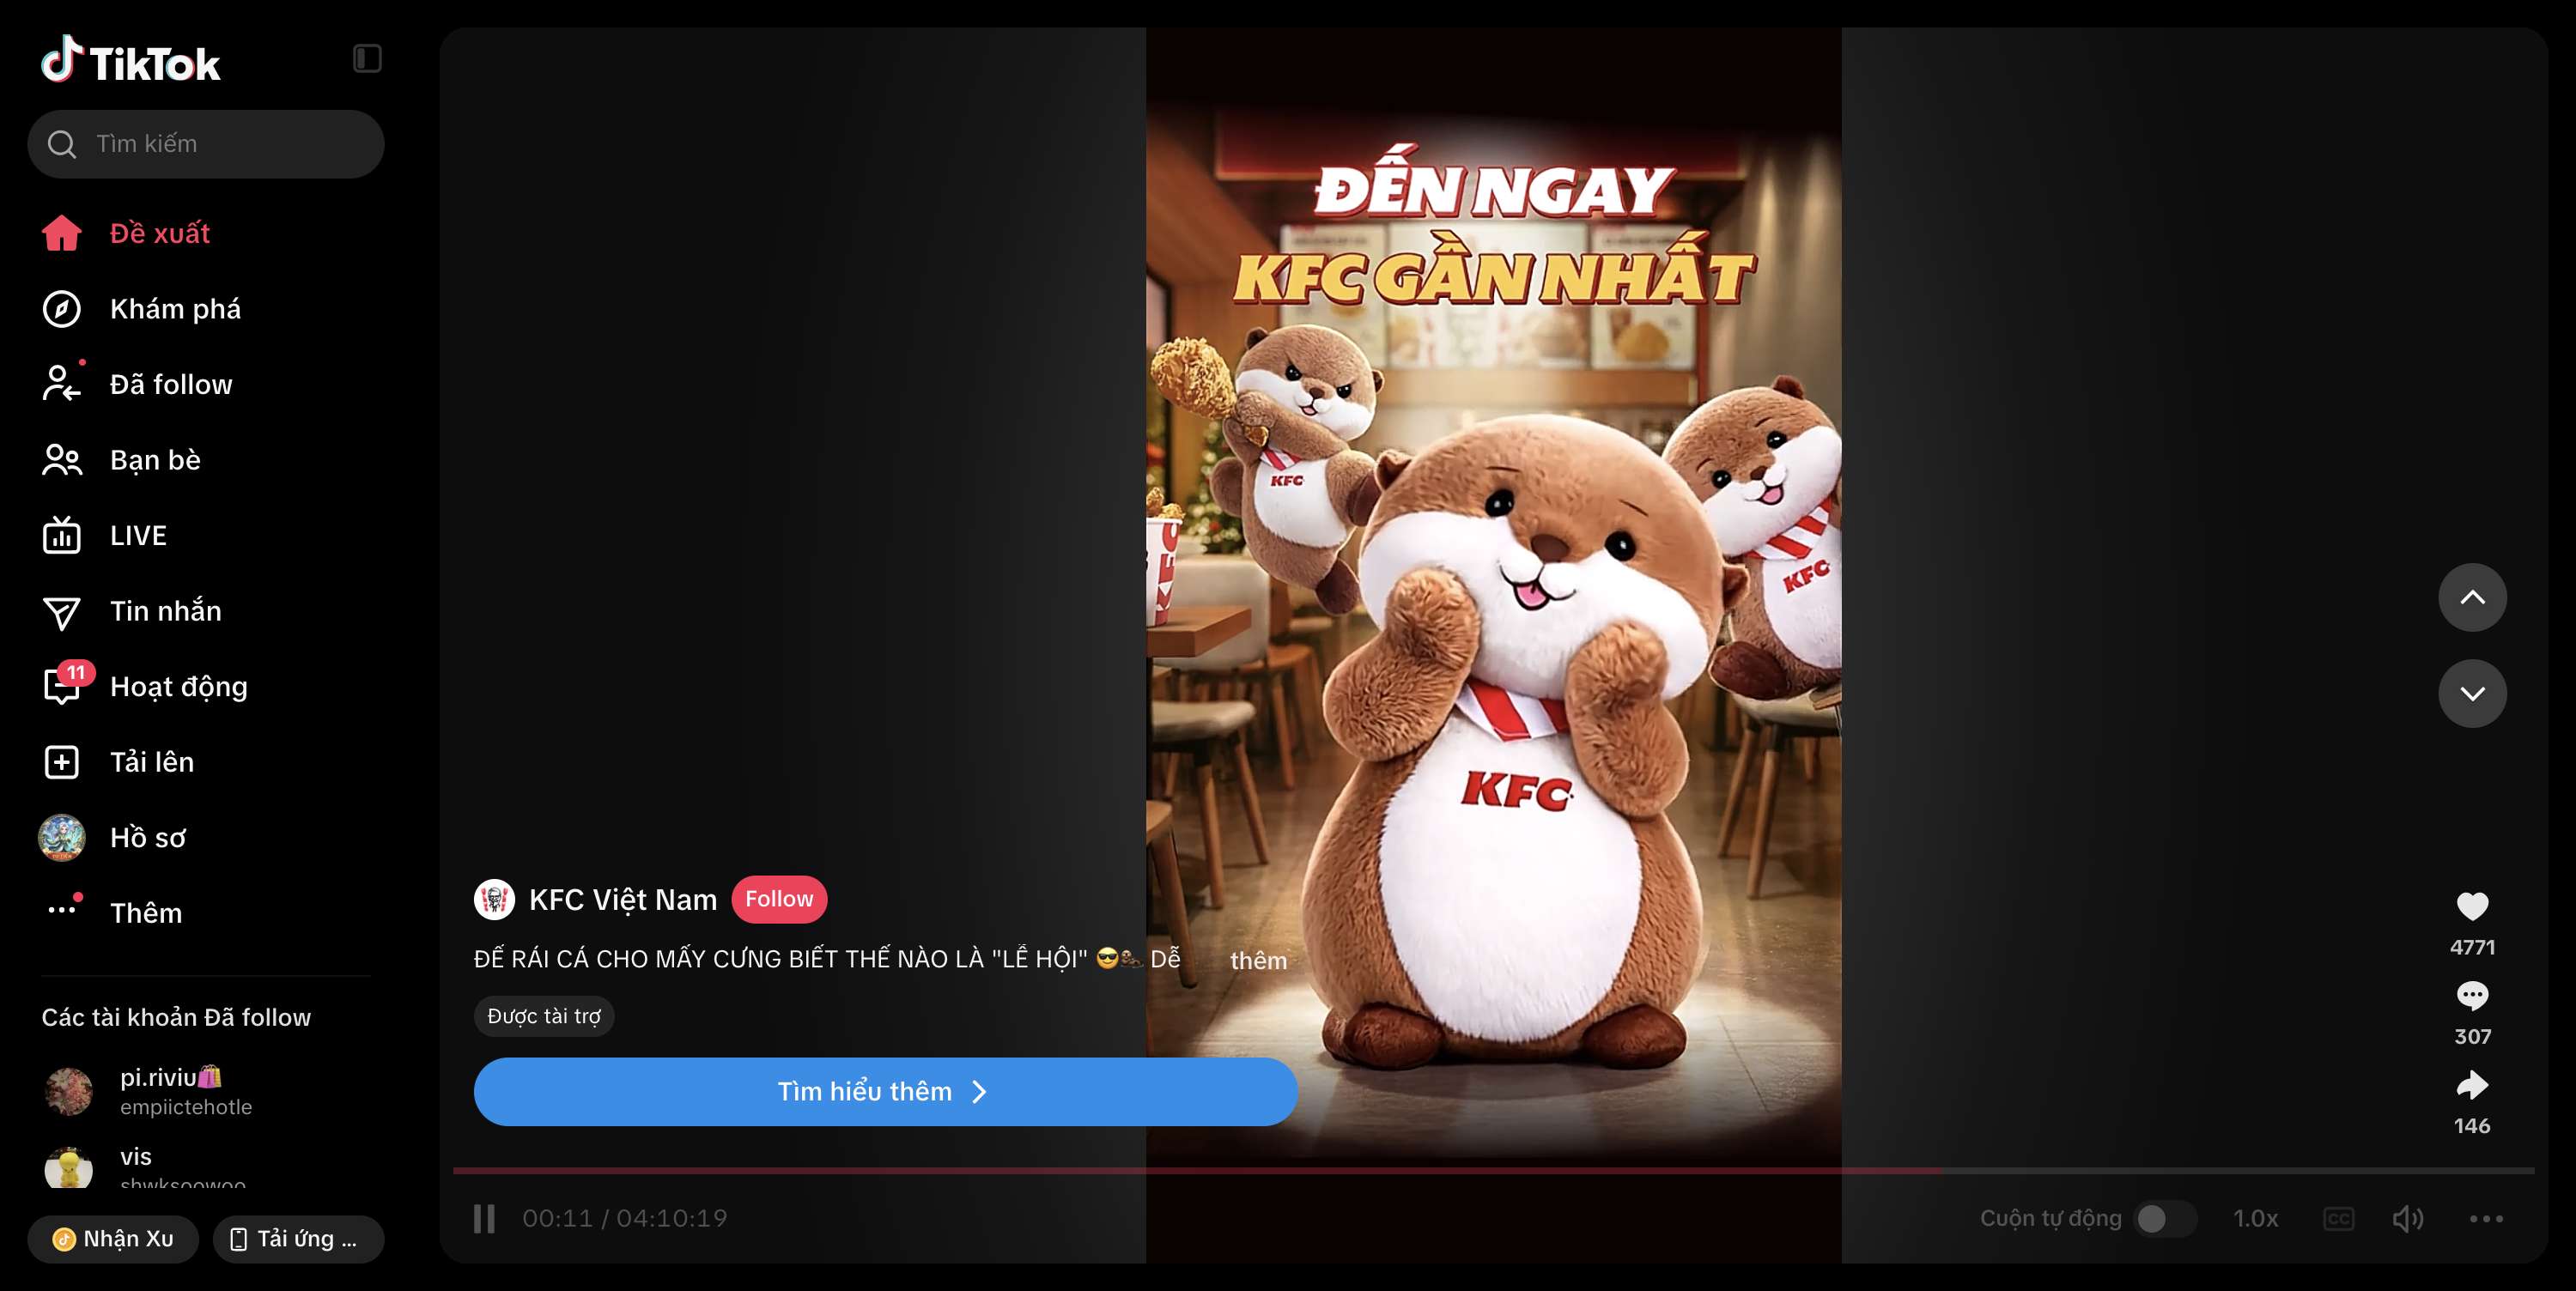 TikTok
Tìm kiếm
Đề xuất
Khám phá
Đã follow
Bạn bè
LIVE
Tin nhắn
11
Hoạt động
Tải lên
Hồ sơ
Thêm
Các tài khoản Đã follow
pi.riviu🛍️
empiictehotle
vis
shwksoowoo
Nhận Xu
Tải ứng ...
ĐẾN NGAY
KFC GẦN NHẤT
KFC
KFC
KFC
KFC
KFC Việt Nam
Follow
ĐỂ RÁI CÁ CHO MẤY CƯNG BIẾT THẾ NÀO LÀ "LỄ HỘI" 😎🦦 Dễ thêm
Được tài trợ
Tìm hiểu thêm
4771
307
146
00:11 / 04:10:19
Cuộn tự động
1.0x
CC